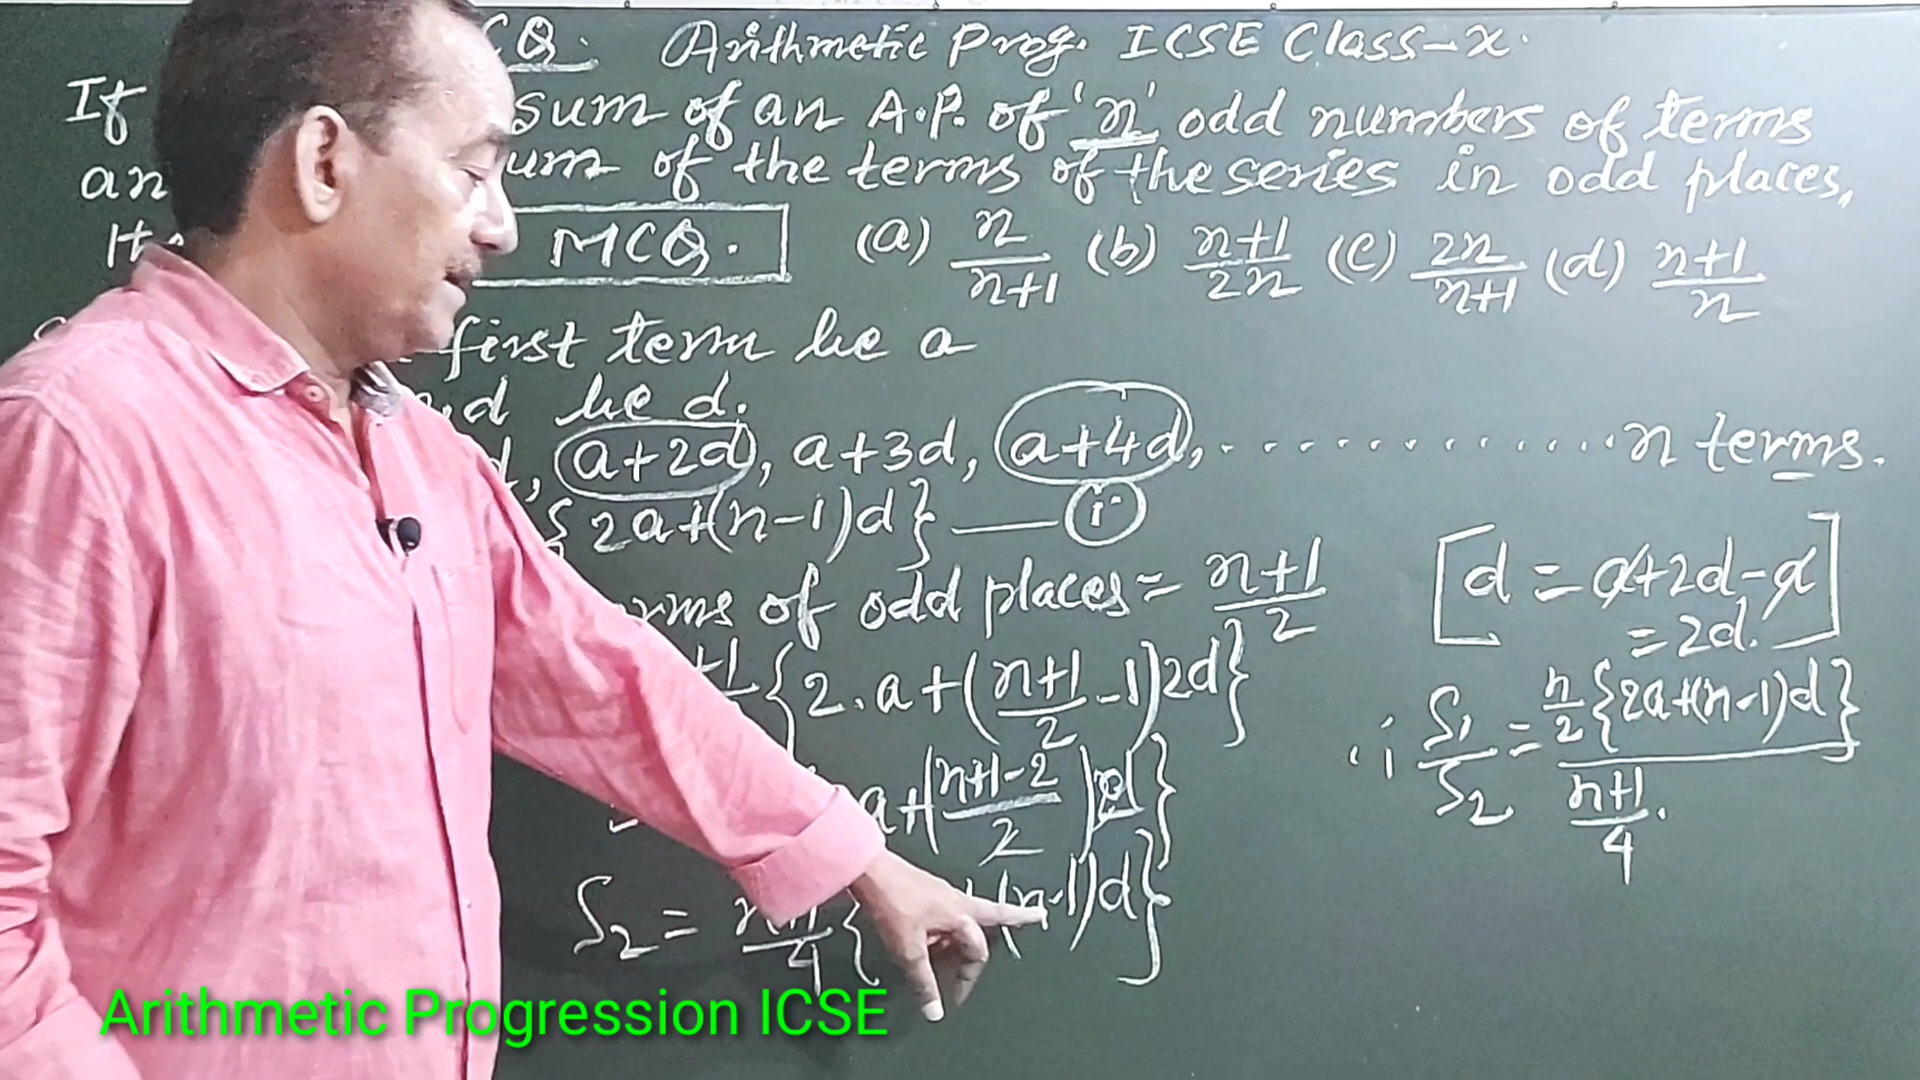 Q. Arithmetic Prog. ICSE Class-X.
If sum of an A.P. of 'n' odd numbers of terms
an um of the terms of the series in odd places,
MCQ. (a) n/n+1 (b) n+1/2n (c) 2n/n+1 (d) n+1/n
first term be a
d be d.
d, a+2d, a+3d, a+4d, .............. n terms.
{2a+(n-1)d} — (i)
rms of odd places = n+1/2
[d = a+2d-a
= 2d.]
+1 {2.a+(n+1/2 -1)2d}
∴ S1/S2 = n/2{2a+(n-1)d} / n+1/4.
a+(n+1-2/2)2d}
S2 = n+1/4 { +(n-1)d}
Arithmetic Progression ICSE